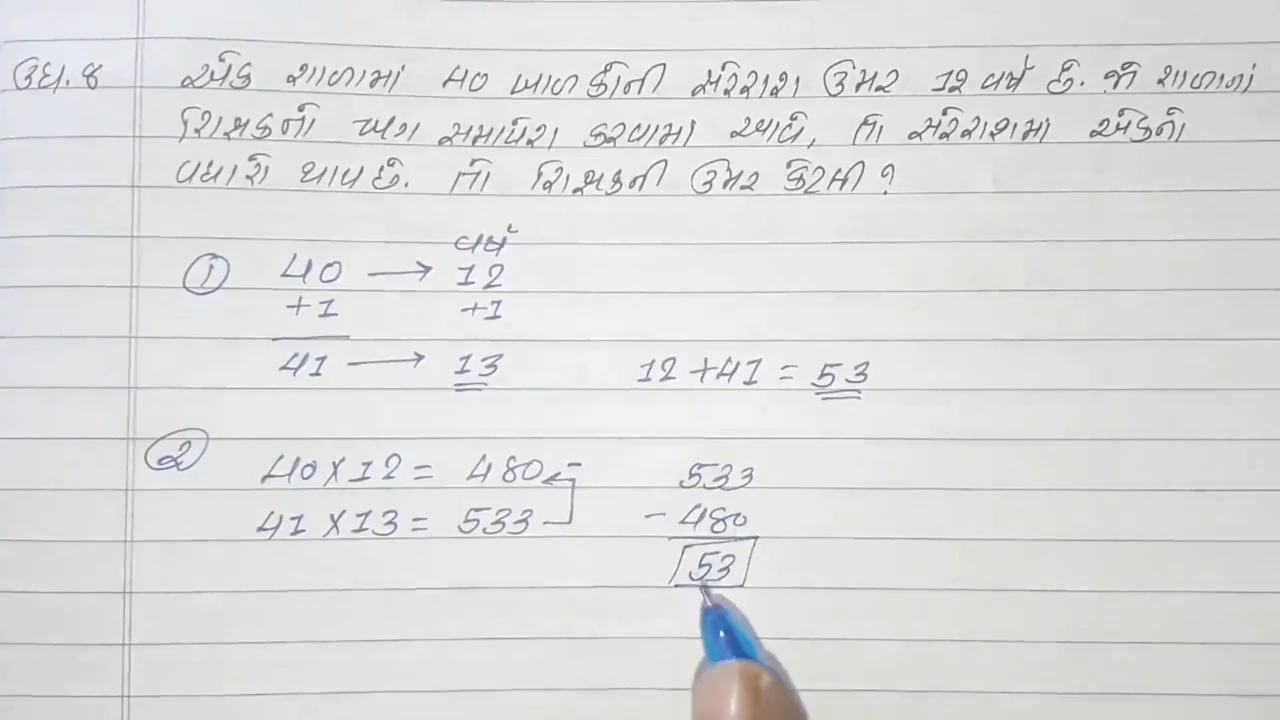 ઉદા.૪ એક શાળામાં ૪૦ બાળકોની સરેરાશ ઉંમર ૧૨ વર્ષ છે. જો શાળાનાં
શિક્ષકનો પણ સમાવેશ કરવામાં આવે, તો સરેરાશમાં એકનો
વધારો થાય છે. તો શિક્ષકની ઉંમર કેટલી ?
વર્ષ
① 40 → 12
+1 +1
41 → 13 12 + 41 = 53
② 40 × 12 = 480 533
41 × 13 = 533 - 480
53